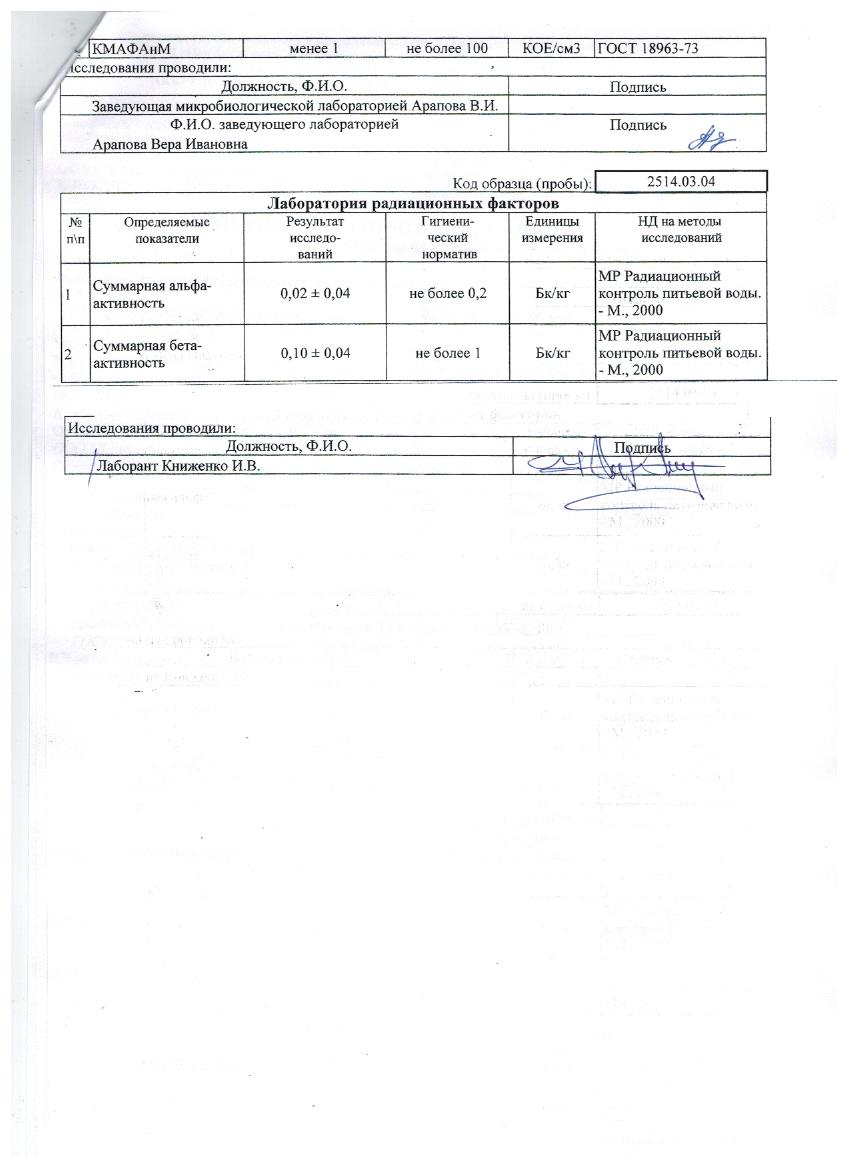 КМАФАнМ менее 1 не более 100 КОЕ/см3 ГОСТ 18963-73
Исследования проводили:
Должность, Ф.И.О. Подпись
Заведующая микробиологической лабораторией Арапова В.И.
Ф.И.О. заведующего лабораторией Подпись
Арапова Вера Ивановна
Код образца (пробы): 2514.03.04
Лаборатория радиационных факторов
№ Определяемые Результат Гигиени- Единицы НД на методы
п\п показатели исследо- ческий измерения исследований
ваний норматив
1 Суммарная альфа-активность 0,02 ± 0,04 не более 0,2 Бк/кг МР Радиационный
контроль питьевой воды.
- М., 2000
2 Суммарная бета-активность 0,10 ± 0,04 не более 1 Бк/кг МР Радиационный
контроль питьевой воды.
- М., 2000
Исследования проводили:
Должность, Ф.И.О. Подпись
Лаборант Книженко И.В.